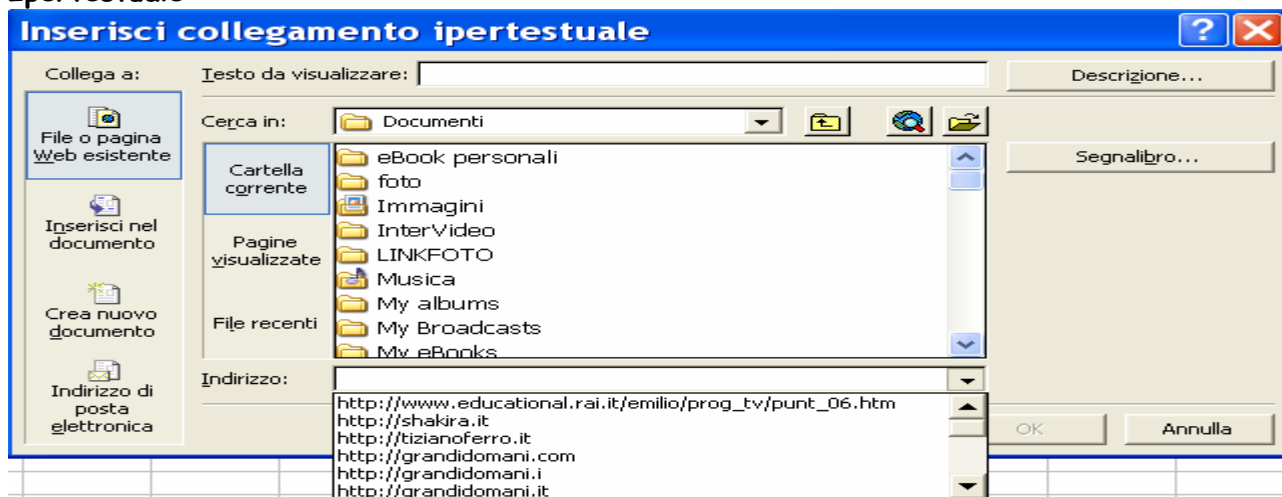 Inserisci collegamento ipertestuale
Collega a:
Testo da visualizzare:
Descrizione...
File o pagina
Web esistente
Cerca in:
Documenti
Cartella
corrente
eBook personali
foto
Immagini
InterVideo
LINKFOTO
Musica
My albums
My Broadcasts
My eBooks
Segnalibro...
Inserisci nel
documento
Pagine
visualizzate
Crea nuovo
documento
File recenti
Indirizzo di
posta
elettronica
Indirizzo:
http://www.educational.rai.it/emilio/prog_tv/punt_06.htm
http://shakira.it
http://tizianoferro.it
http://grandidomani.com
http://grandidomani.i
http://grandidomani.it
OK
Annulla